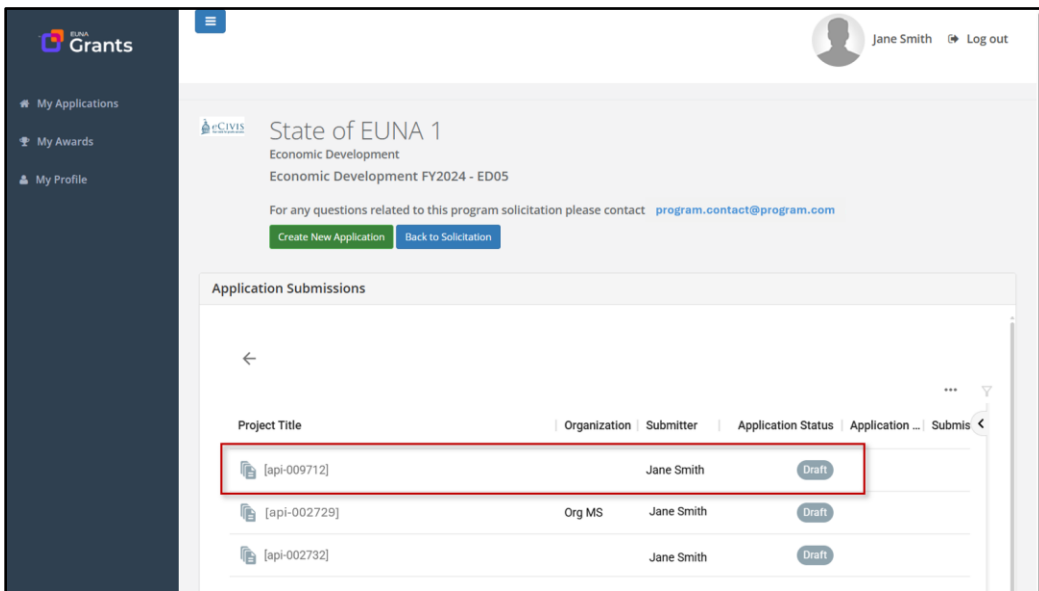 EUNA
Grants
Jane Smith Log out
My Applications
My Awards
My Profile
eCIVIS
State of EUNA 1
Economic Development
Economic Development FY2024 - ED05
For any questions related to this program solicitation please contact program.contact@program.com
Create New Application Back to Solicitation
Application Submissions
Project Title Organization Submitter Application Status Application ... Submis
[api-009712] Jane Smith Draft
[api-002729] Org MS Jane Smith Draft
[api-002732] Jane Smith Draft